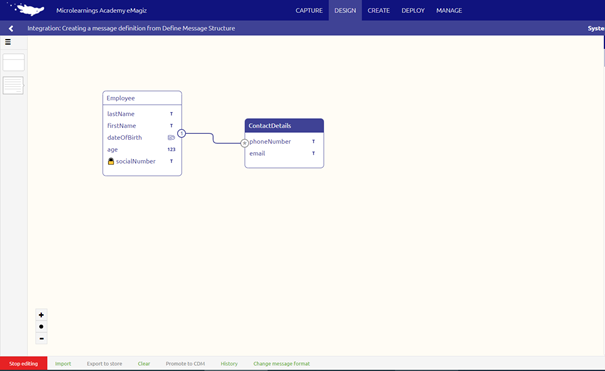 Microlearnings Academy eMagiz
CAPTURE DESIGN CREATE DEPLOY MANAGE
Integration: Creating a message definition from Define Message Structure
Syste
Employee
lastName T
firstName T
dateOfBirth
age 123
socialNumber T
ContactDetails
phoneNumber T
email T
Stop editing Import Export to store Clear Promote to CDM History Change message format